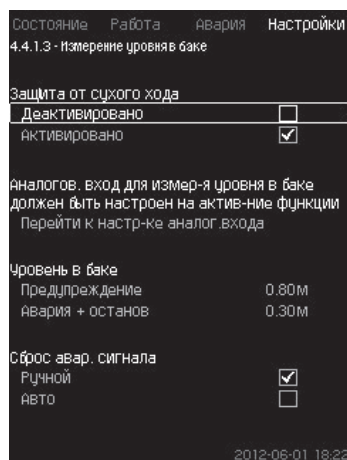 Состояние Работа Авария Настройки
4.4.1.3 - Измерение уровня в баке
Защита от сухого хода
Деактивировано
Активировано
Аналогов. вход для измер-я уровня в баке
должен быть настроен на актив-ние функции
Перейти к настр-ке аналог.входа
Уровень в баке
Предупреждение 0.80м
Авария + останов 0.30м
Сброс авар. сигнала
Ручной
Авто
2012-06-01 18:22